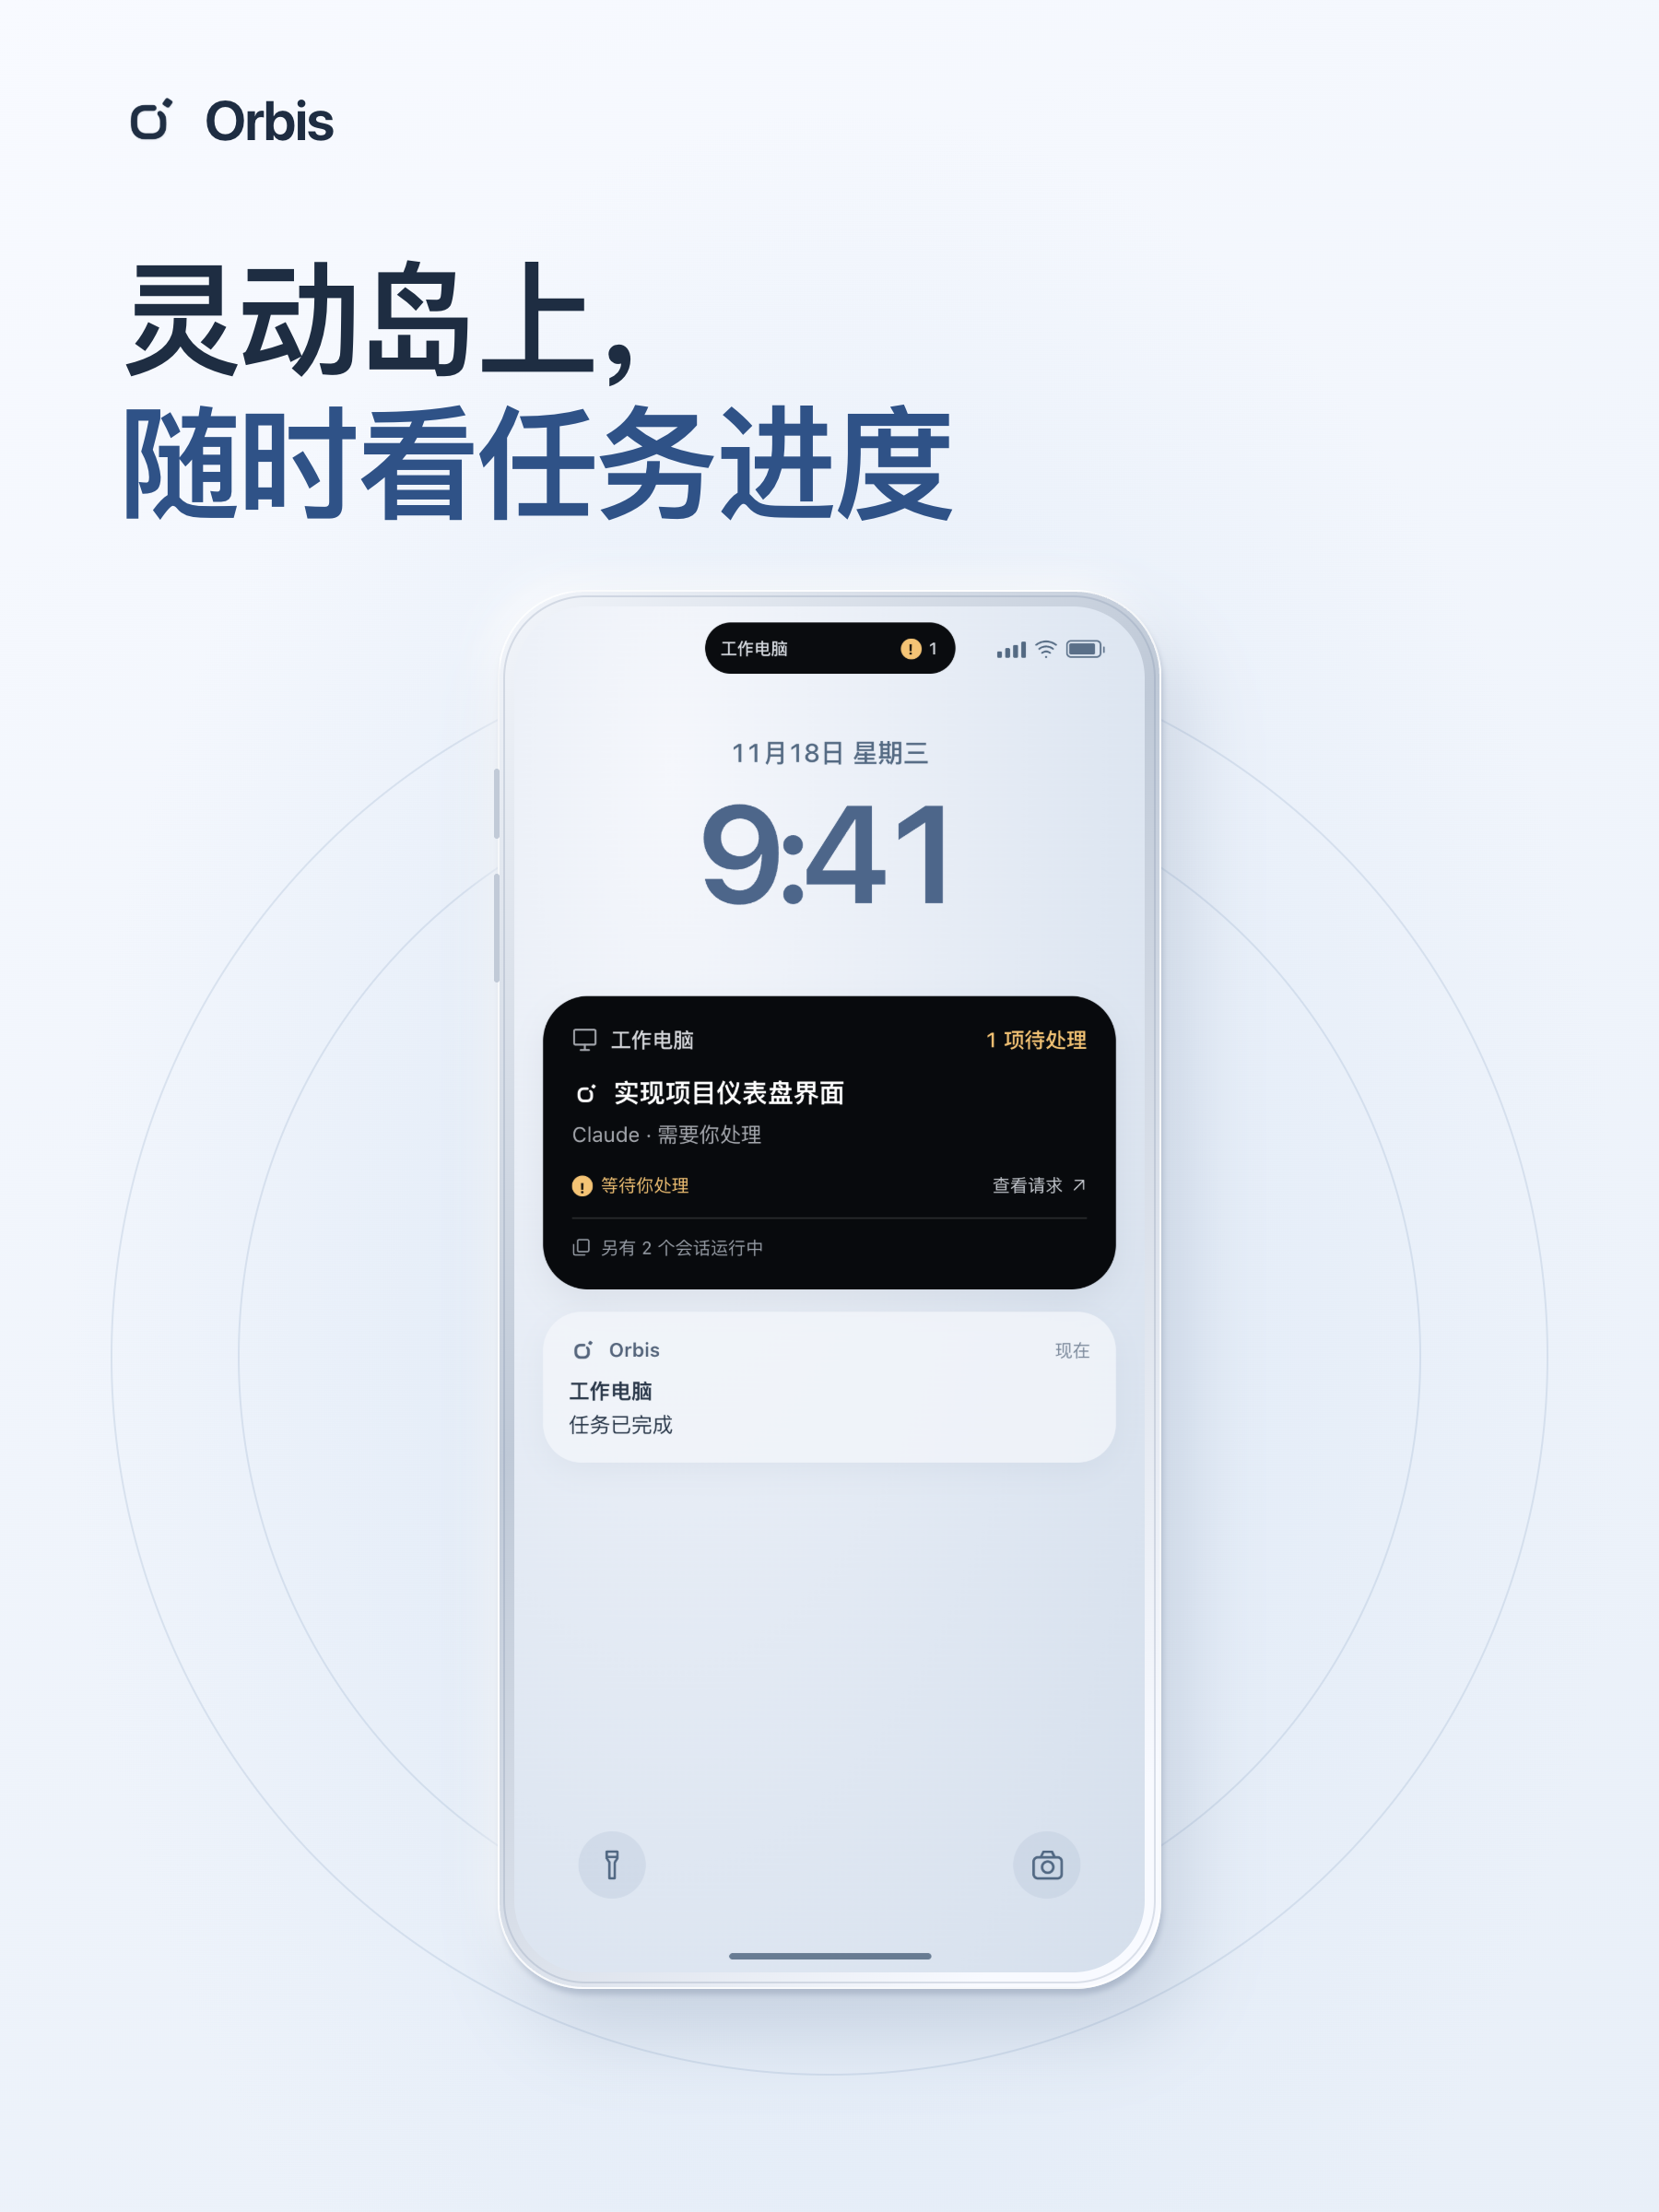 Orbis
灵动岛上，
随时看任务进度
工作电脑 ! 1
11月18日 星期三
9:41
工作电脑 1 项待处理
实现项目仪表盘界面
Claude · 需要你处理
! 等待你处理 查看请求 ↗
另有 2 个会话运行中
Orbis 现在
工作电脑
任务已完成